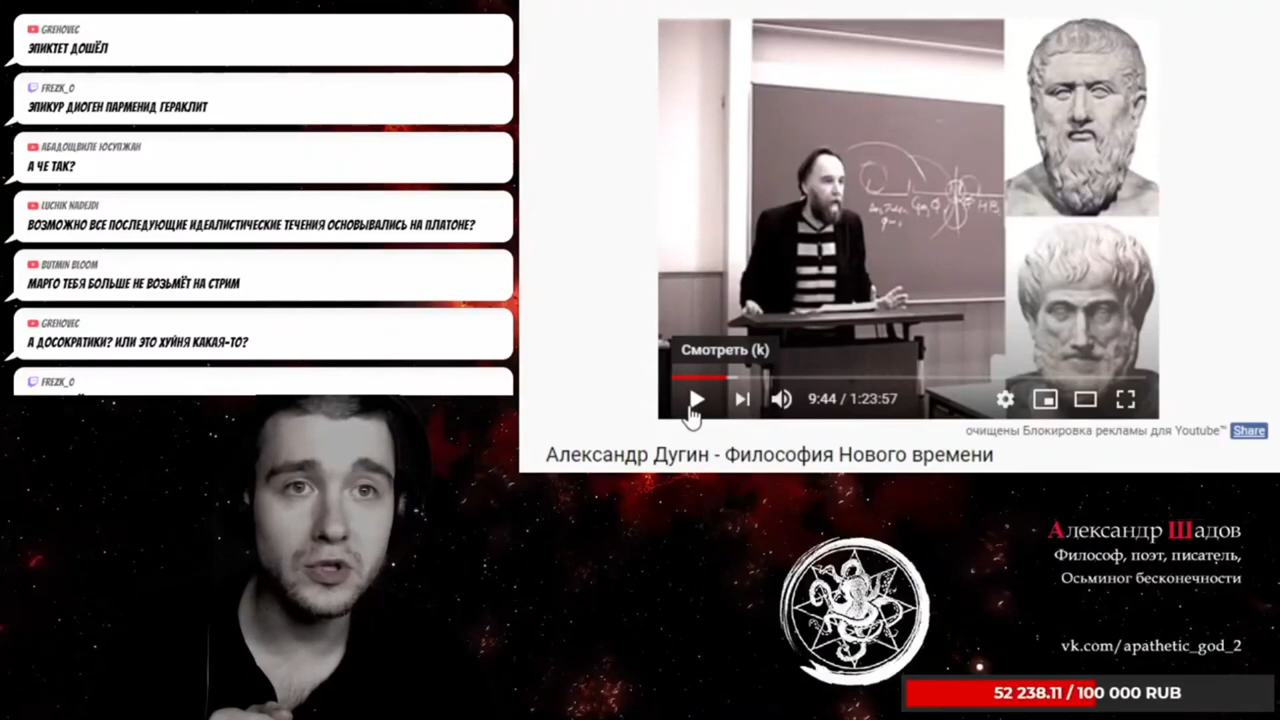 GREHOVEC
ЭПИКТЕТ ДОШЁЛ
FREZK_0
ЭПИКУР ДИОГЕН ПАРМЕНИД ГЕРАКЛИТ
АБАДОЩВИЛЕ ЮСУПЖАН
А ЧЕ ТАК?
LUCHIK NADEJDI
ВОЗМОЖНО ВСЕ ПОСЛЕДУЮЩИЕ ИДЕАЛИСТИЧЕСКИЕ ТЕЧЕНИЯ ОСНОВЫВАЛИСЬ НА ПЛАТОНЕ?
BUTMIN BLOOM
МАРГО ТЕБЯ БОЛЬШЕ НЕ ВОЗЬМЁТ НА СТРИМ
GREHOVEC
А ДОСОКРАТИКИ? ИЛИ ЭТО ХУЙНЯ КАКАЯ-ТО?
FREZK_0
Смотреть (k)
9:44 / 1:23:57
очищены Блокировка рекламы для Youtube™ Share
Александр Дугин - Философия Нового времени
Александр Шадов
Философ, поэт, писатель,
Осьминог бесконечности
vk.com/apathetic_god_2
52 238.11 / 100 000 RUB